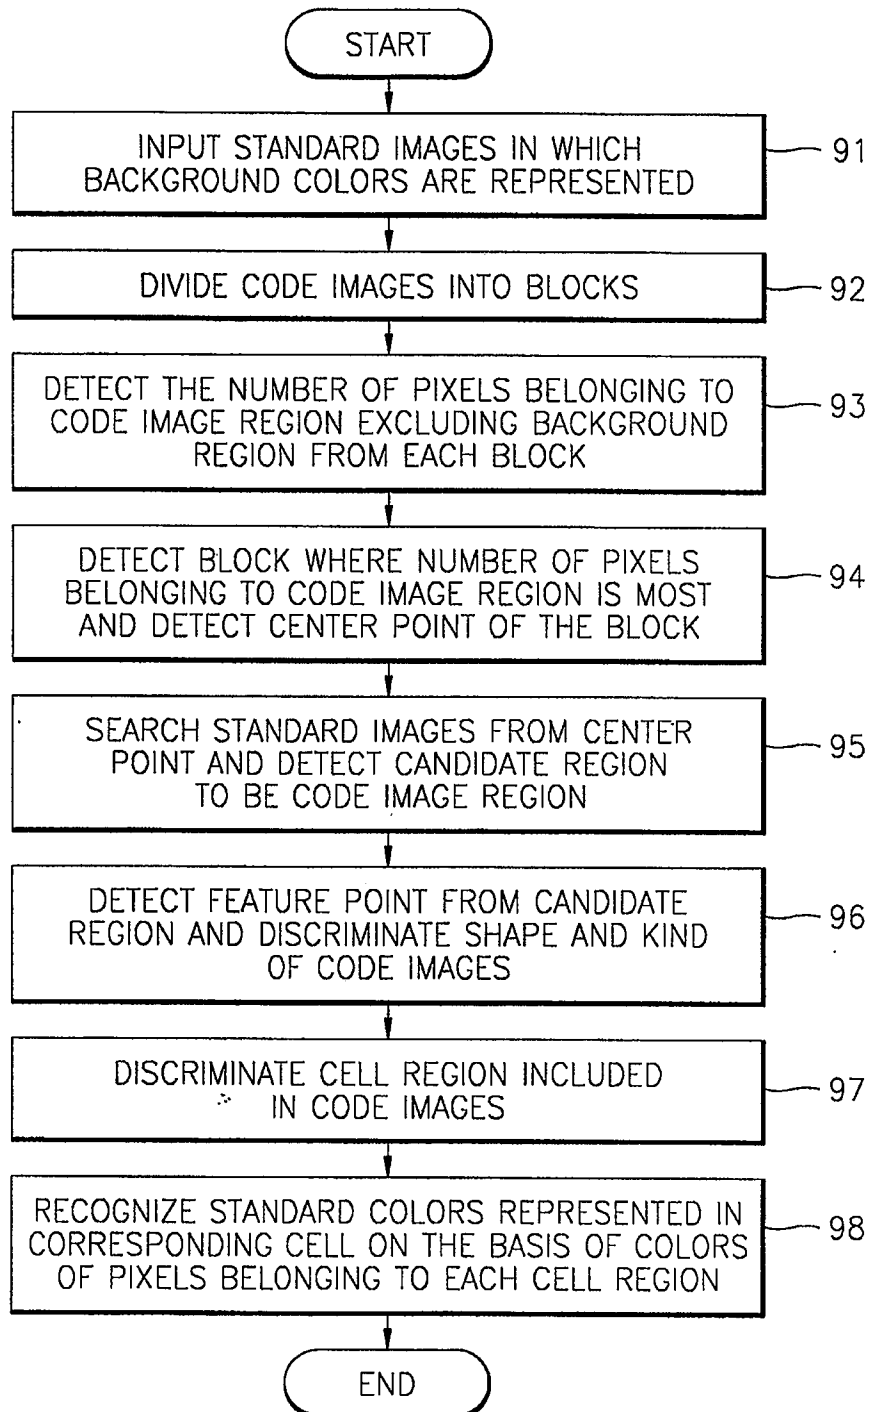 START
INPUT STANDARD IMAGES IN WHICH
BACKGROUND COLORS ARE REPRESENTED
91
DIVIDE CODE IMAGES INTO BLOCKS
92
DETECT THE NUMBER OF PIXELS BELONGING TO
CODE IMAGE REGION EXCLUDING BACKGROUND
REGION FROM EACH BLOCK
93
DETECT BLOCK WHERE NUMBER OF PIXELS
BELONGING TO CODE IMAGE REGION IS MOST
AND DETECT CENTER POINT OF THE BLOCK
94
SEARCH STANDARD IMAGES FROM CENTER
POINT AND DETECT CANDIDATE REGION
TO BE CODE IMAGE REGION
95
DETECT FEATURE POINT FROM CANDIDATE
REGION AND DISCRIMINATE SHAPE AND KIND
OF CODE IMAGES
96
DISCRIMINATE CELL REGION INCLUDED
IN CODE IMAGES
97
RECOGNIZE STANDARD COLORS REPRESENTED IN
CORRESPONDING CELL ON THE BASIS OF COLORS
OF PIXELS BELONGING TO EACH CELL REGION
98
END